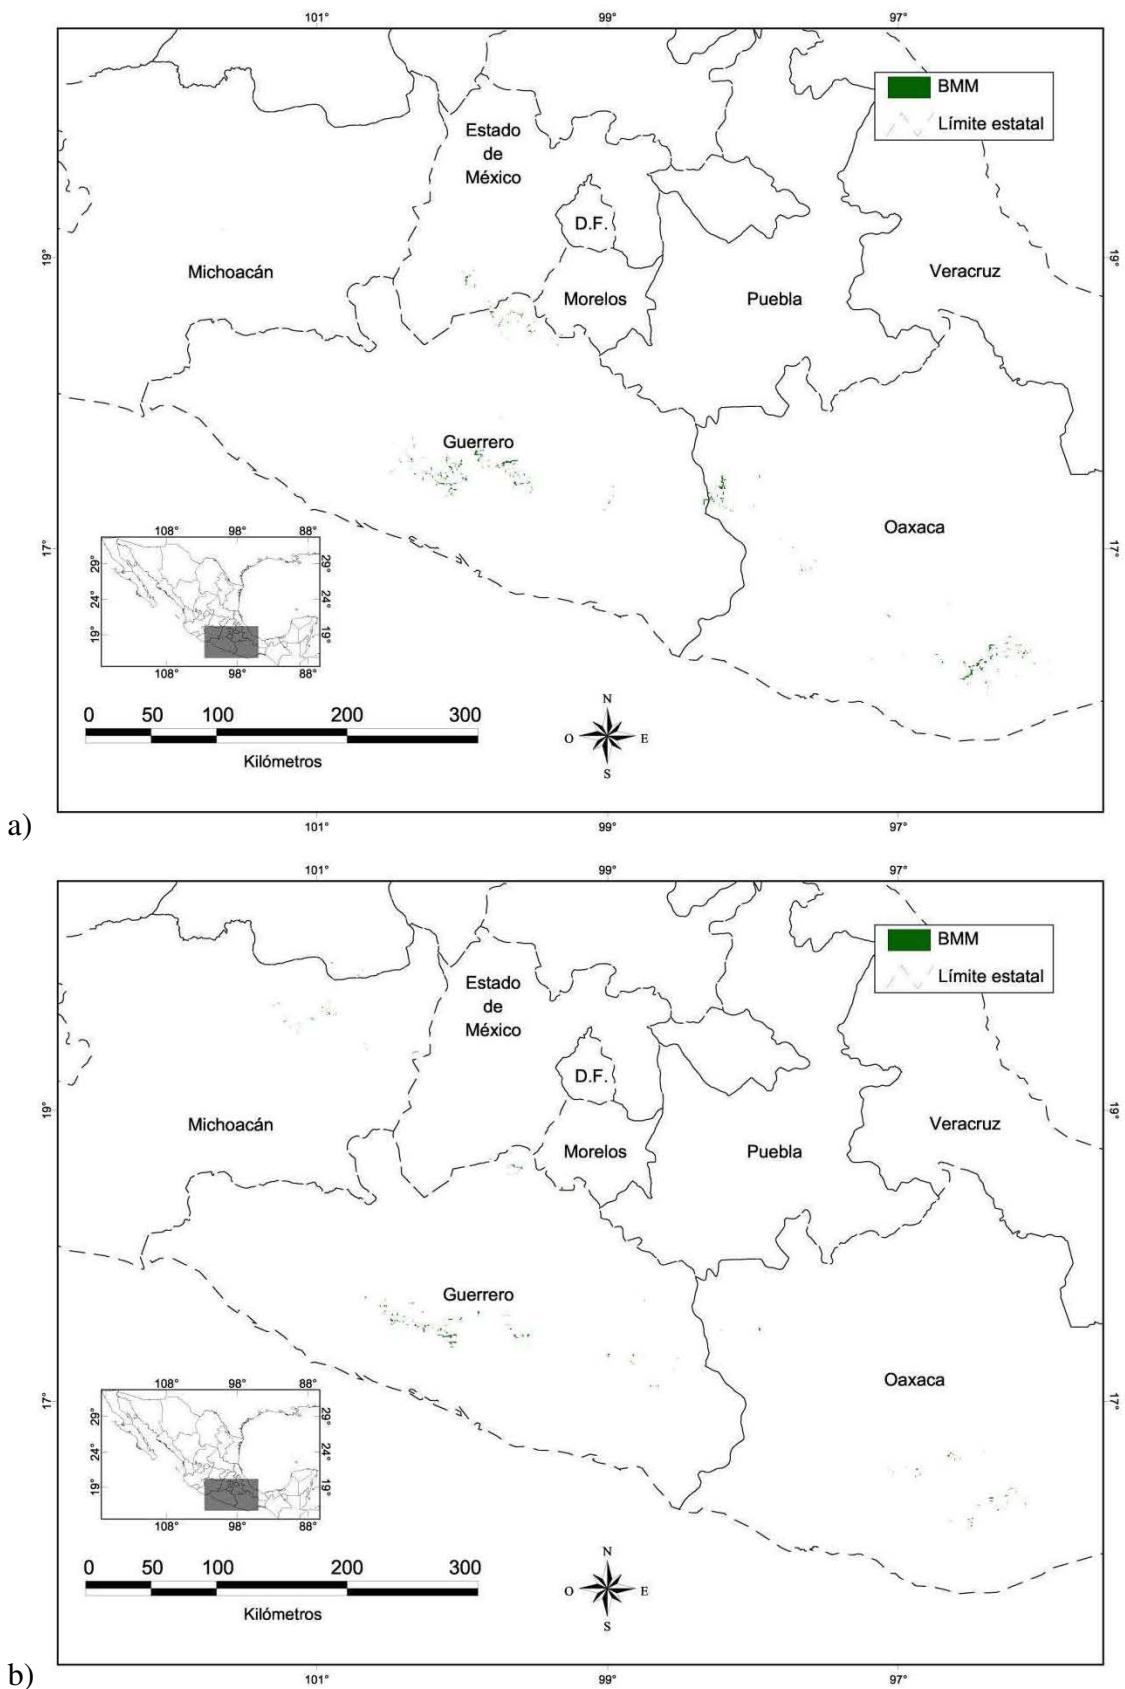 101° 99° 97°
BMM
Límite estatal
Estado
de
México
D.F.
19° 19°
Michoacán Veracruz
Morelos Puebla
Guerrero
Oaxaca
17° 17°
108° 98° 88°
29° 29°
24° 24°
19° 19°
108° 98° 88°
0 50 100 200 300
Kilómetros
N
O E
S
a)
101° 99° 97°
101° 99° 97°
BMM
Límite estatal
Estado
de
México
D.F.
19° 19°
Michoacán Veracruz
Morelos Puebla
Guerrero
Oaxaca
17° 17°
108° 98° 88°
29° 29°
24° 24°
19° 19°
108° 98° 88°
0 50 100 200 300
Kilómetros
N
O E
S
b)
101° 99° 97°